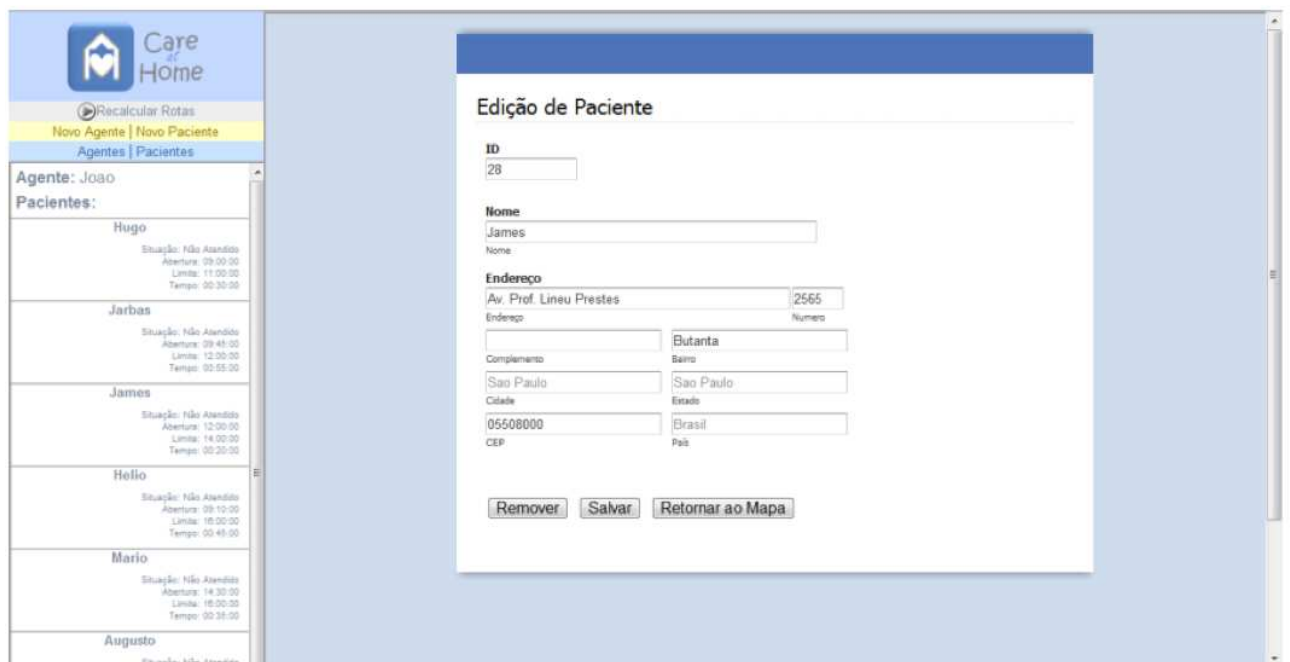 Care
at
Home
Recalcular Rotas
Novo Agente | Novo Paciente
Agentes | Pacientes
Agente: Joao
Pacientes:
Hugo
Situação: Não Atendido
Abertura: 09:00:00
Limite: 11:00:00
Tempo: 00:30:00
Jarbas
Situação: Não Atendido
Abertura: 09:45:00
Limite: 12:00:00
Tempo: 00:55:00
James
Situação: Não Atendido
Abertura: 12:00:00
Limite: 14:00:00
Tempo: 00:20:00
Helio
Situação: Não Atendido
Abertura: 09:10:00
Limite: 16:00:00
Tempo: 00:45:00
Mario
Situação: Não Atendido
Abertura: 14:30:00
Limite: 16:00:00
Tempo: 00:35:00
Augusto
Situação: Não Atendido
Edição de Paciente
ID
28
Nome
James
Nome
Endereço
Av. Prof. Lineu Prestes 2565
Endereço Numero
Butanta
Complemento Bairro
Sao Paulo Sao Paulo
Cidade Estado
05508000 Brasil
CEP País
Remover Salvar Retornar ao Mapa